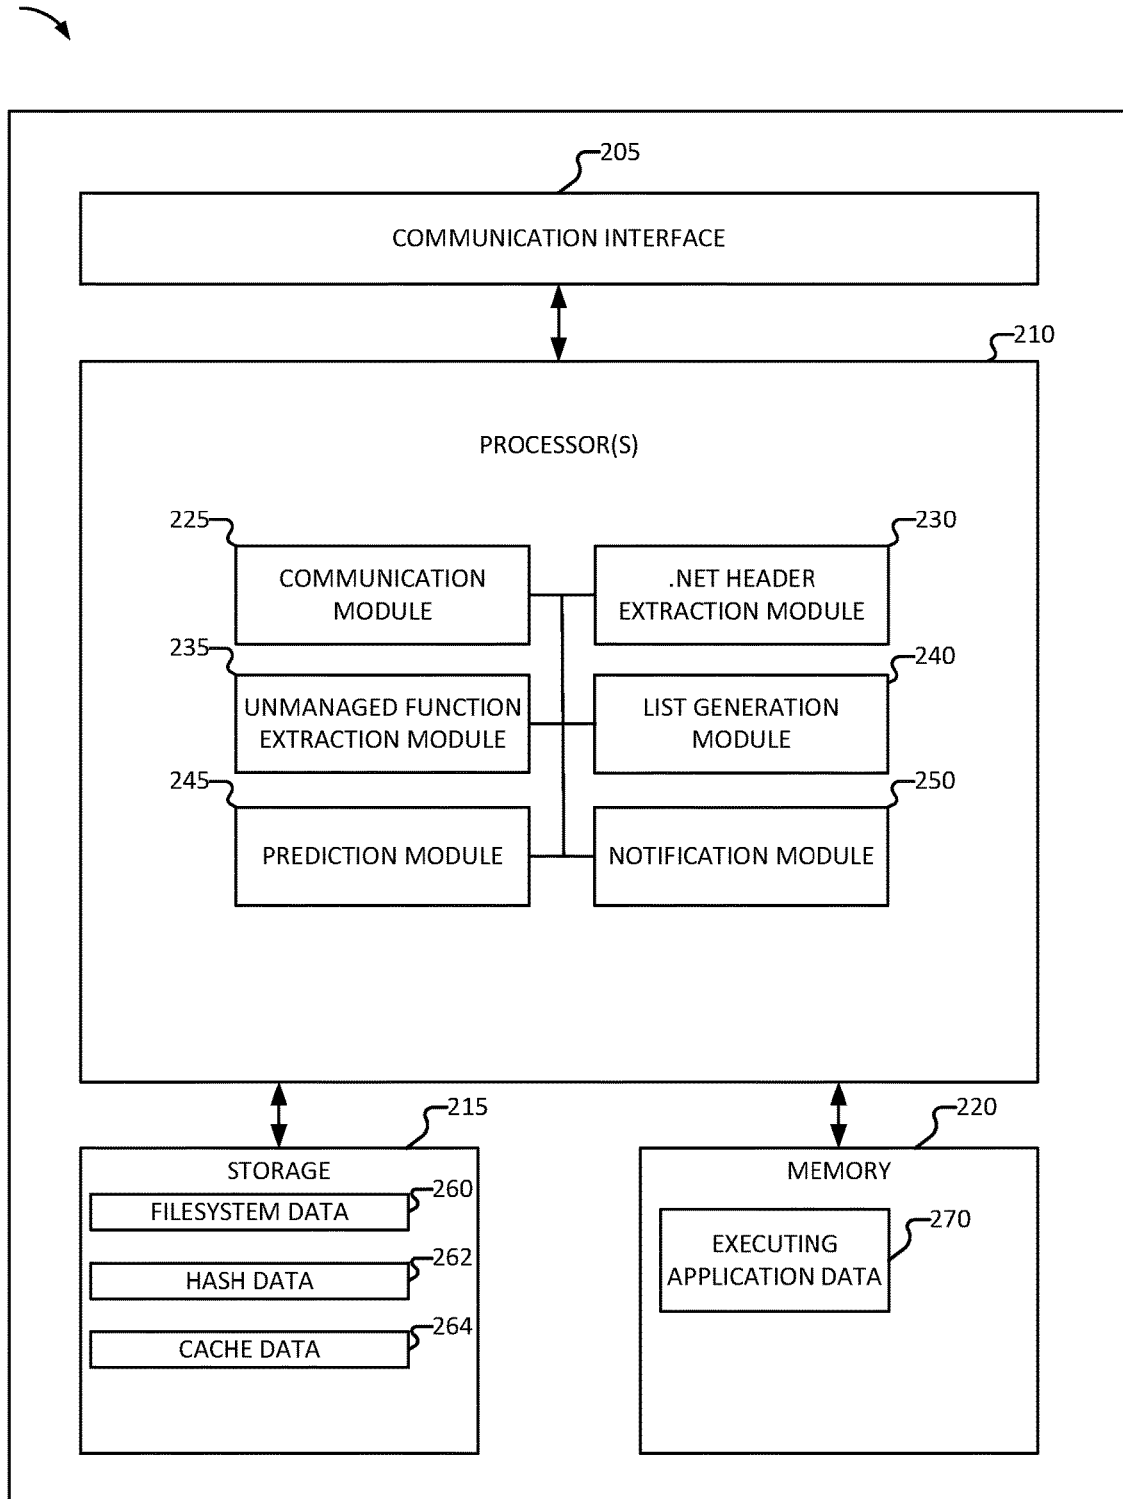 205
COMMUNICATION INTERFACE
210
PROCESSOR(S)
225
230
COMMUNICATION
MODULE
.NET HEADER
EXTRACTION MODULE
235
240
UNMANAGED FUNCTION
EXTRACTION MODULE
LIST GENERATION
MODULE
245
250
PREDICTION MODULE
NOTIFICATION MODULE
215
220
STORAGE
260
FILESYSTEM DATA
262
HASH DATA
264
CACHE DATA
MEMORY
270
EXECUTING
APPLICATION DATA